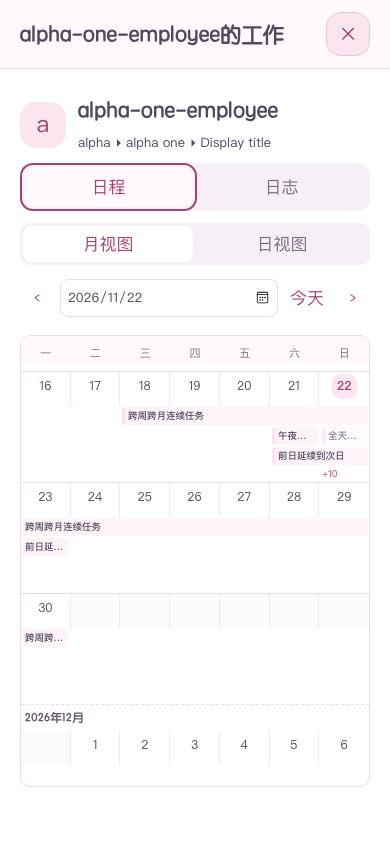 alpha-one-employee的工作
a
alpha-one-employee
alpha alpha one Display title
日程 日志
月视图 日视图
2026/11/22 今天
一 二 三 四 五 六 日
16 17 18 19 20 21 22
跨周跨月连续任务
午夜... 全天...
前日延续到次日
+10
23 24 25 26 27 28 29
跨周跨月连续任务
前日延...
30
跨周跨...
2026年12月
1 2 3 4 5 6